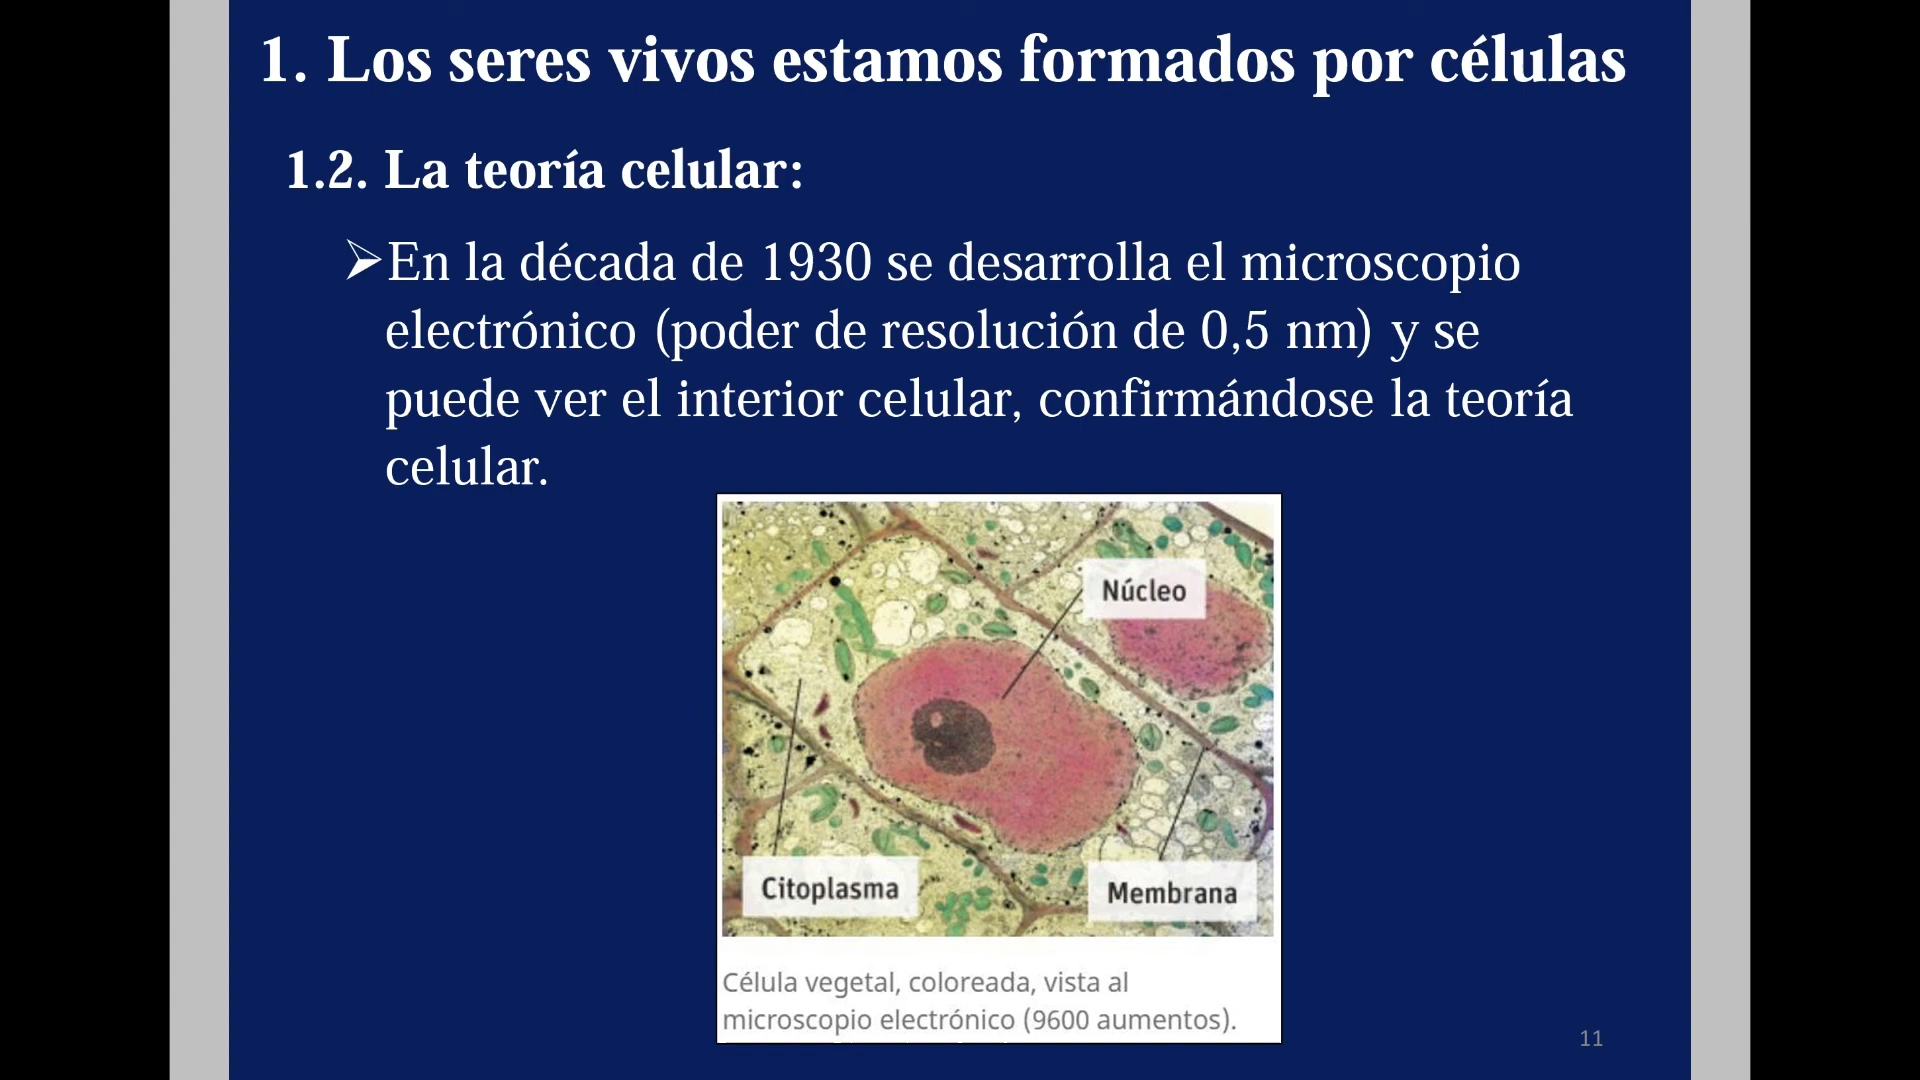 1. Los seres vivos estamos formados por células
1.2. La teoría celular:
➢En la década de 1930 se desarrolla el microscopio
electrónico (poder de resolución de 0,5 nm) y se
puede ver el interior celular, confirmándose la teoría
celular.
Núcleo
Citoplasma
Membrana
Célula vegetal, coloreada, vista al
microscopio electrónico (9600 aumentos).
11